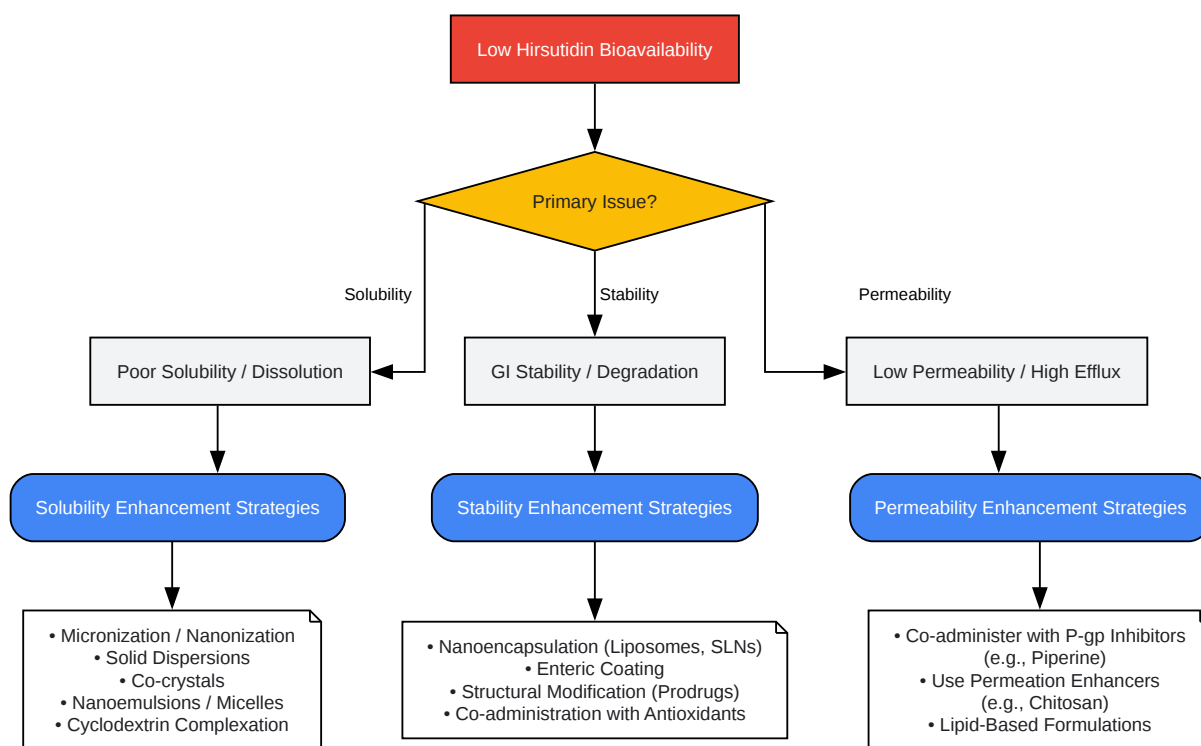 Low Hirsutidin Bioavailability
Primary Issue?
Solubility
Stability
Permeability
Poor Solubility / Dissolution
GI Stability / Degradation
Low Permeability / High Efflux
Solubility Enhancement Strategies
Stability Enhancement Strategies
Permeability Enhancement Strategies
• Micronization / Nanonization
• Solid Dispersions
• Co-crystals
• Nanoemulsions / Micelles
• Cyclodextrin Complexation
• Nanoencapsulation (Liposomes, SLNs)
• Enteric Coating
• Structural Modification (Prodrugs)
• Co-administration with Antioxidants
• Co-administer with P-gp Inhibitors
(e.g., Piperine)
• Use Permeation Enhancers
(e.g., Chitosan)
• Lipid-Based Formulations